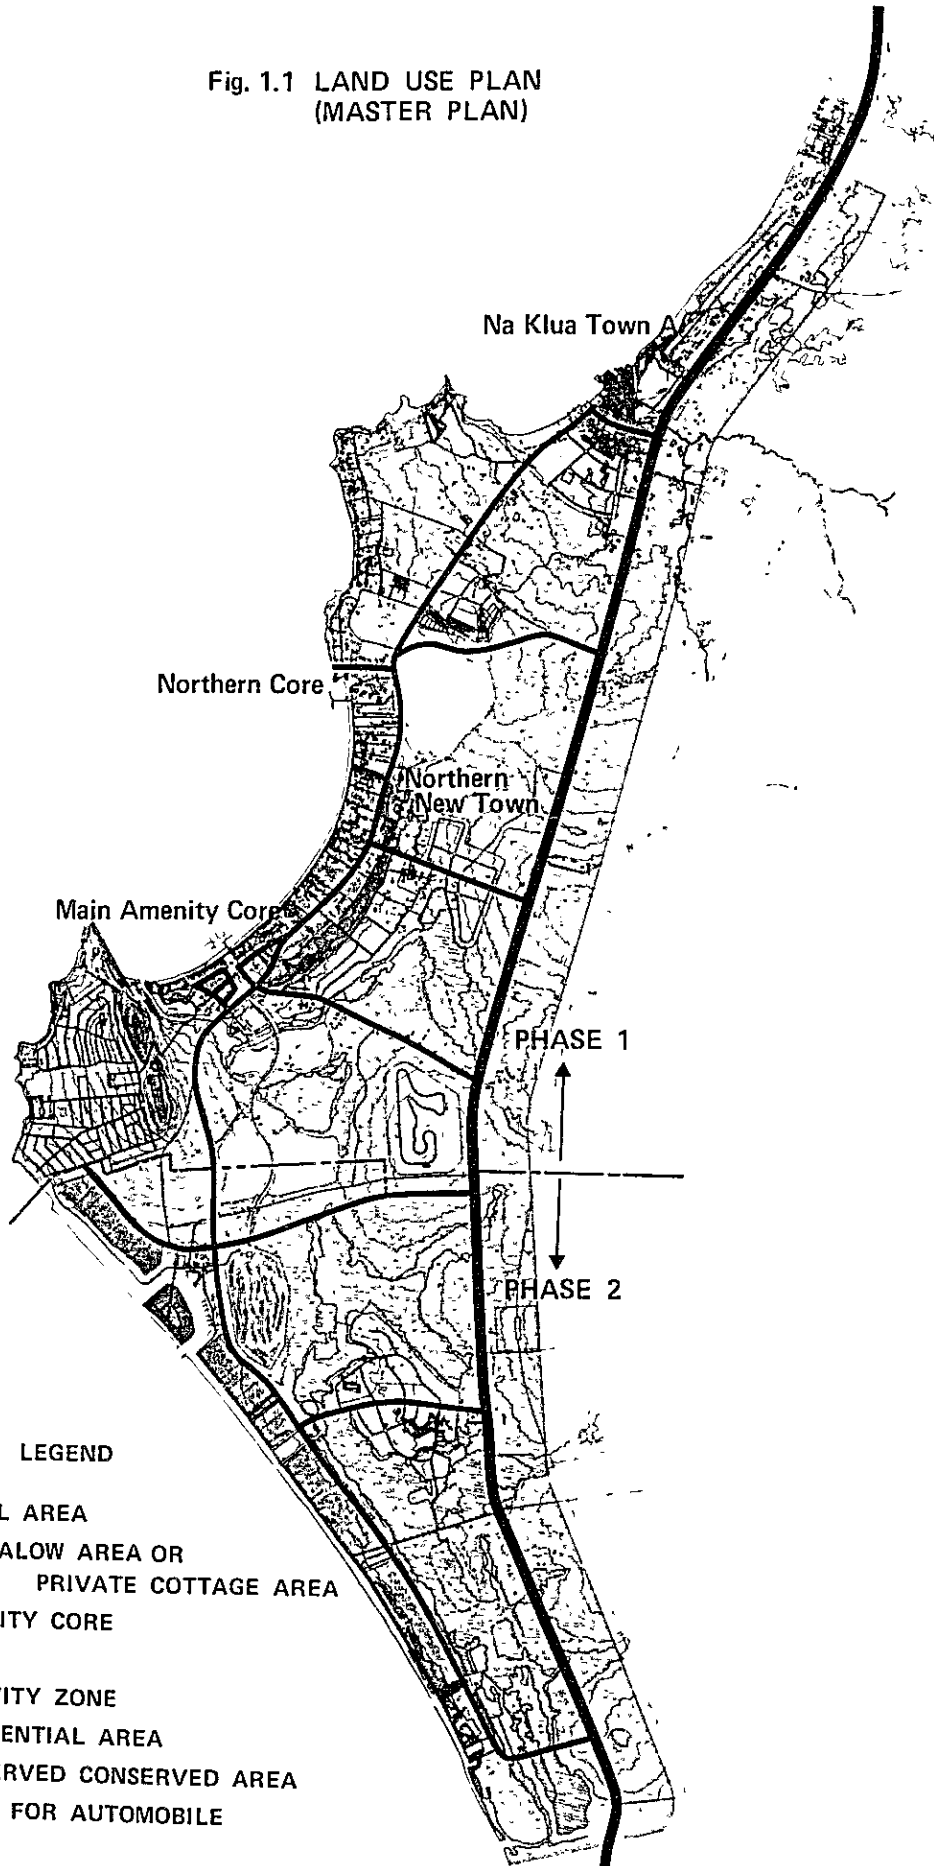 Fig. 1.1 LAND USE PLAN
(MASTER PLAN)
Na Klua Town A
Northern Core
Northern
New Town
Main Amenity Core
PHASE 1
PHASE 2
LEGEND
L AREA
ALOW AREA OR
PRIVATE COTTAGE AREA
ITY CORE
ITY ZONE
ENTIAL AREA
ERVED CONSERVED AREA
FOR AUTOMOBILE